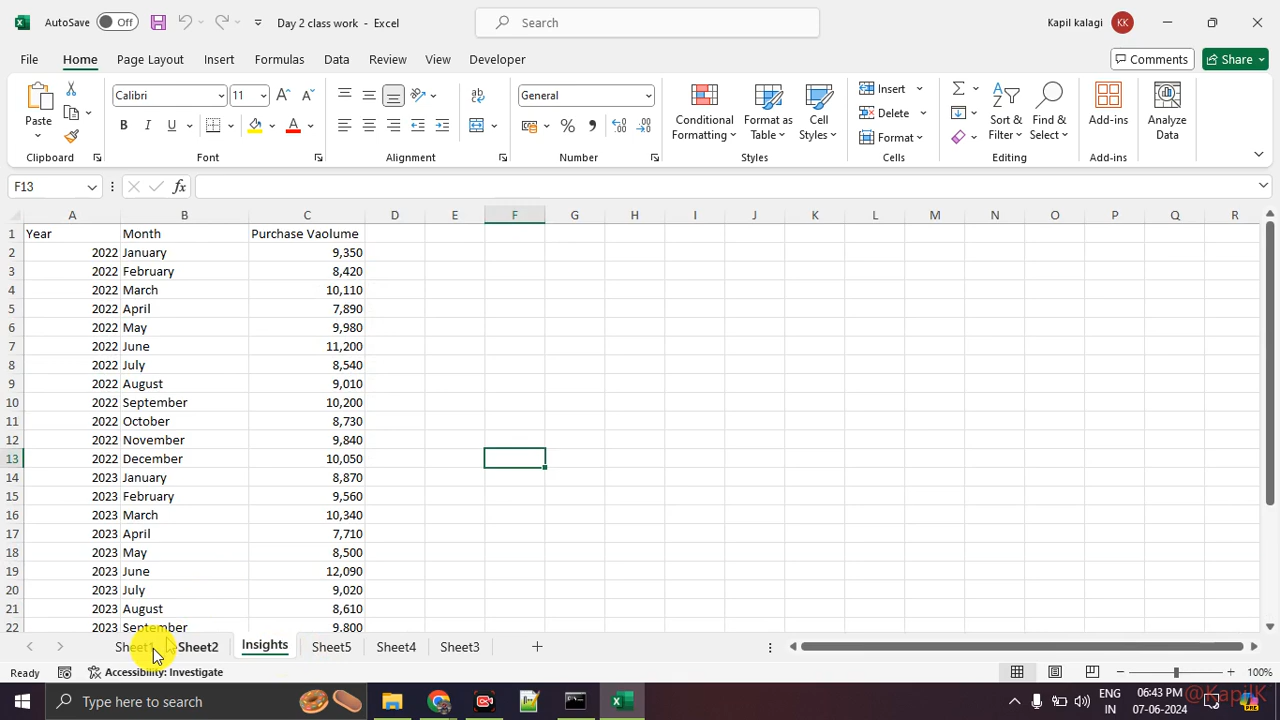 AutoSave Off Day 2 class work - Excel Search Kapil kalagi KK
File Home Page Layout Insert Formulas Data Review View Developer Comments Share
Calibri 11 General Insert
Paste Conditional Format as Cell Delete Sort & Find & Add-ins Analyze
Formatting Table Styles Format Filter Select Data
Clipboard Font Alignment Number Styles Cells Editing Add-ins
F13 fx
A B C D E F G H I J K L M N O P Q R
1 Year Month Purchase Vaolume
2 2022 January 9,350
3 2022 February 8,420
4 2022 March 10,110
5 2022 April 7,890
6 2022 May 9,980
7 2022 June 11,200
8 2022 July 8,540
9 2022 August 9,010
10 2022 September 10,200
11 2022 October 8,730
12 2022 November 9,840
13 2022 December 10,050
14 2023 January 8,870
15 2023 February 9,560
16 2023 March 10,340
17 2023 April 7,710
18 2023 May 8,500
19 2023 June 12,090
20 2023 July 9,020
21 2023 August 8,610
22 2023 September 9,800
Sheet1 Sheet2 Insights Sheet5 Sheet4 Sheet3
Ready Accessibility: Investigate 100%
Type here to search ENG 06:43 PM
IN 07-06-2024
@KapilK